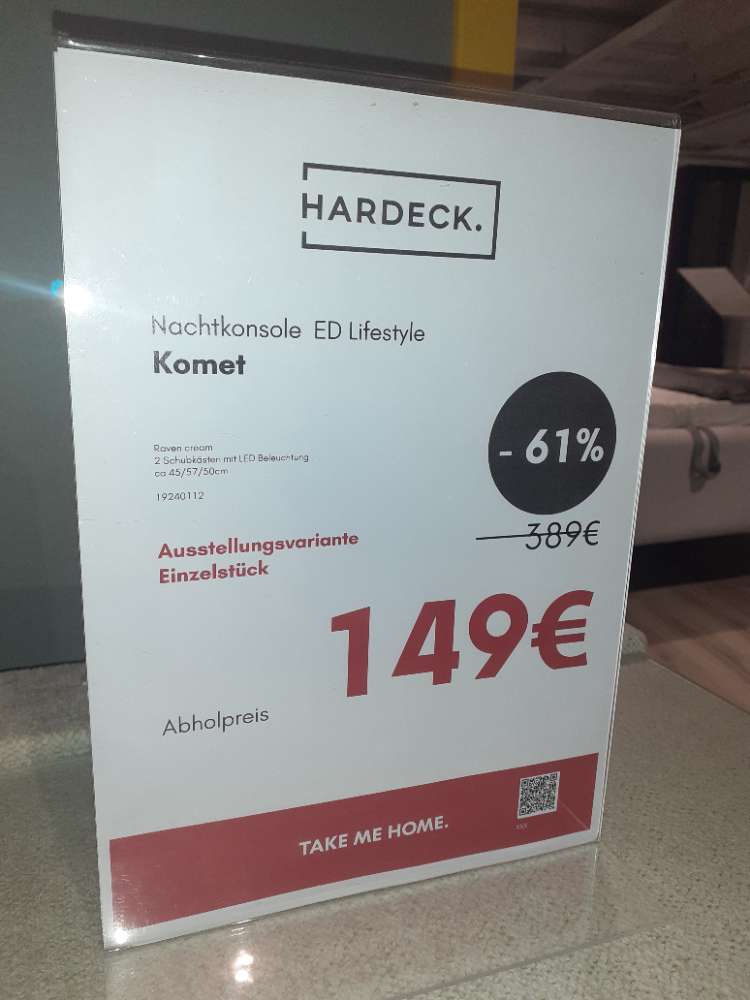 HARDECK.
Nachtkonsole ED Lifestyle
Komet
Raven cream
2 Schubkästen mit LED Beleuchtung
ca 45/57/50cm
19240112
- 61%
389€
Ausstellungsvariante
Einzelstück
149€
Abholpreis
TAKE ME HOME.